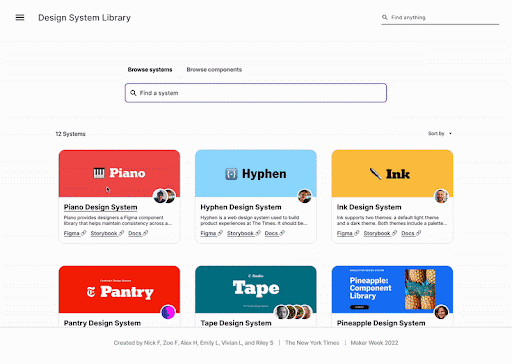 Design System Library
Find anything
Browse systems Browse components
Find a system
12 Systems
Sort by
Piano
Hyphen
Ink
Piano Design System
Piano provides designers a Figma component
library that helps maintain consistency across a...
Figma Storybook Docs
Hyphen Design System
Hyphen is a web design system used to build
product experiences at The Times. It should be...
Figma Storybook Docs
Ink Design System
Ink supports two themes: a default light theme
and a dark theme. Both themes include a palette...
Figma Storybook Docs
Pantry
Radio
Tape
Pineapple:
Component
Library
Pantry Design System
Tape Design System
Pineapple Design System
Created by Nick F, Zoe F, Alex H, Emily L, Vivian L, and Riley S | The New York Times | Maker Week 2022